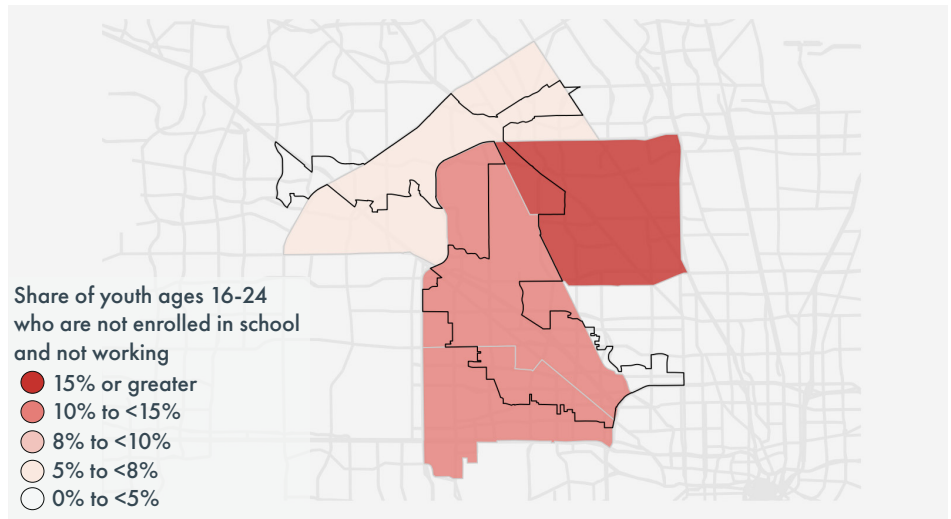 Share of youth ages 16-24
who are not enrolled in school
and not working
15% or greater
10% to <15%
8% to <10%
5% to <8%
0% to <5%